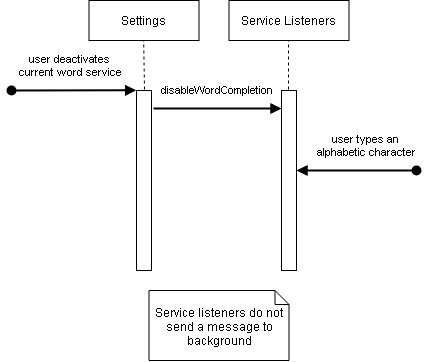 Settings
Service Listeners
user deactivates
current word service
disableWordCompletion
user types an
alphabetic character
Service listeners do not
send a message to
background